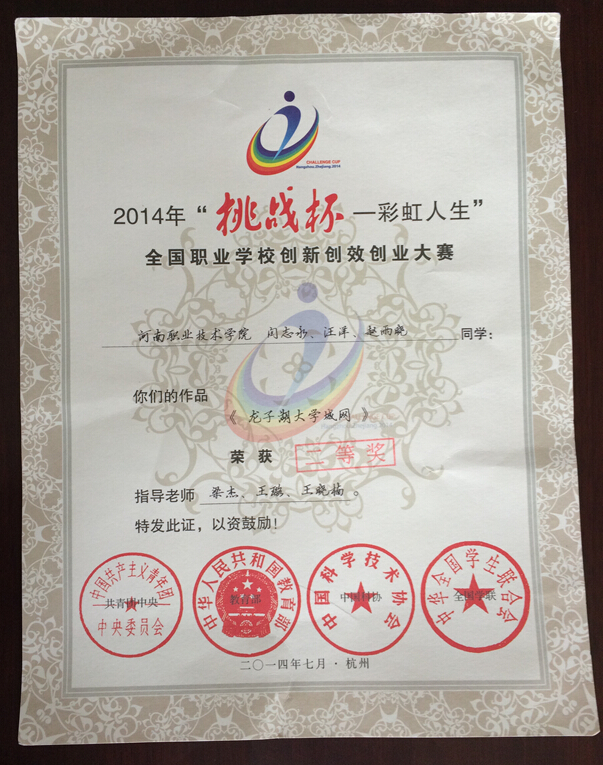 CHALLENGE CUP
Hangzhou Zhejiang 2014
2014年“挑战杯—彩虹人生”
全国职业学校创新创效创业大赛
河南职业技术学院 闫志永、汪洋、赵雨晓 同学：
你们的作品
《龙子湖大学城网》
荣获 二等奖
指导老师 梁杰、王璐、王晓楠。
特发此证，以资鼓励！
中国共产主义青年团 中央委员会
共青团中央
中华人民共和国教育部
教育部
中国科学技术协会
中国科协
中华全国学生联合会
全国学联
二〇一四年七月·杭州